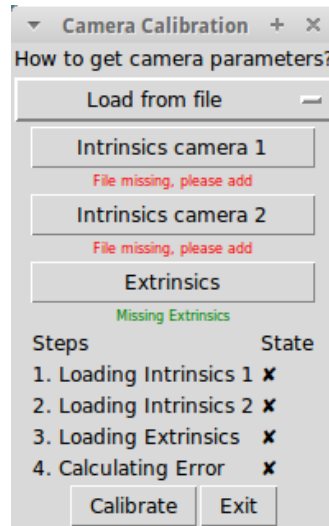 Camera Calibration
How to get camera parameters?
Load from file
Intrinsics camera 1
File missing, please add
Intrinsics camera 2
File missing, please add
Extrinsics
Missing Extrinsics
Steps State
1. Loading Intrinsics 1 ✘
2. Loading Intrinsics 2 ✘
3. Loading Extrinsics ✘
4. Calculating Error ✘
Calibrate Exit